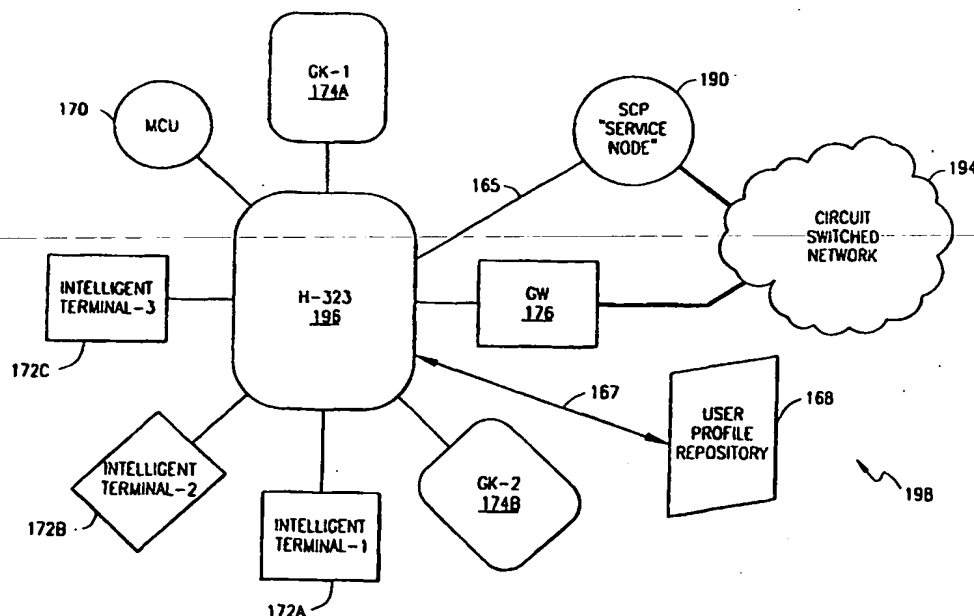 GK-1
174A
170
MCU
190
SCP
"SERVICE
NODE"
165
194
CIRCUIT
SWITCHED
NETWORK
INTELLIGENT
TERMINAL-3
172C
H-323
196
GW
176
167
168
USER
PROFILE
REPOSITORY
INTELLIGENT
TERMINAL-2
172B
GK-2
174B
198
INTELLIGENT
TERMINAL-1
172A